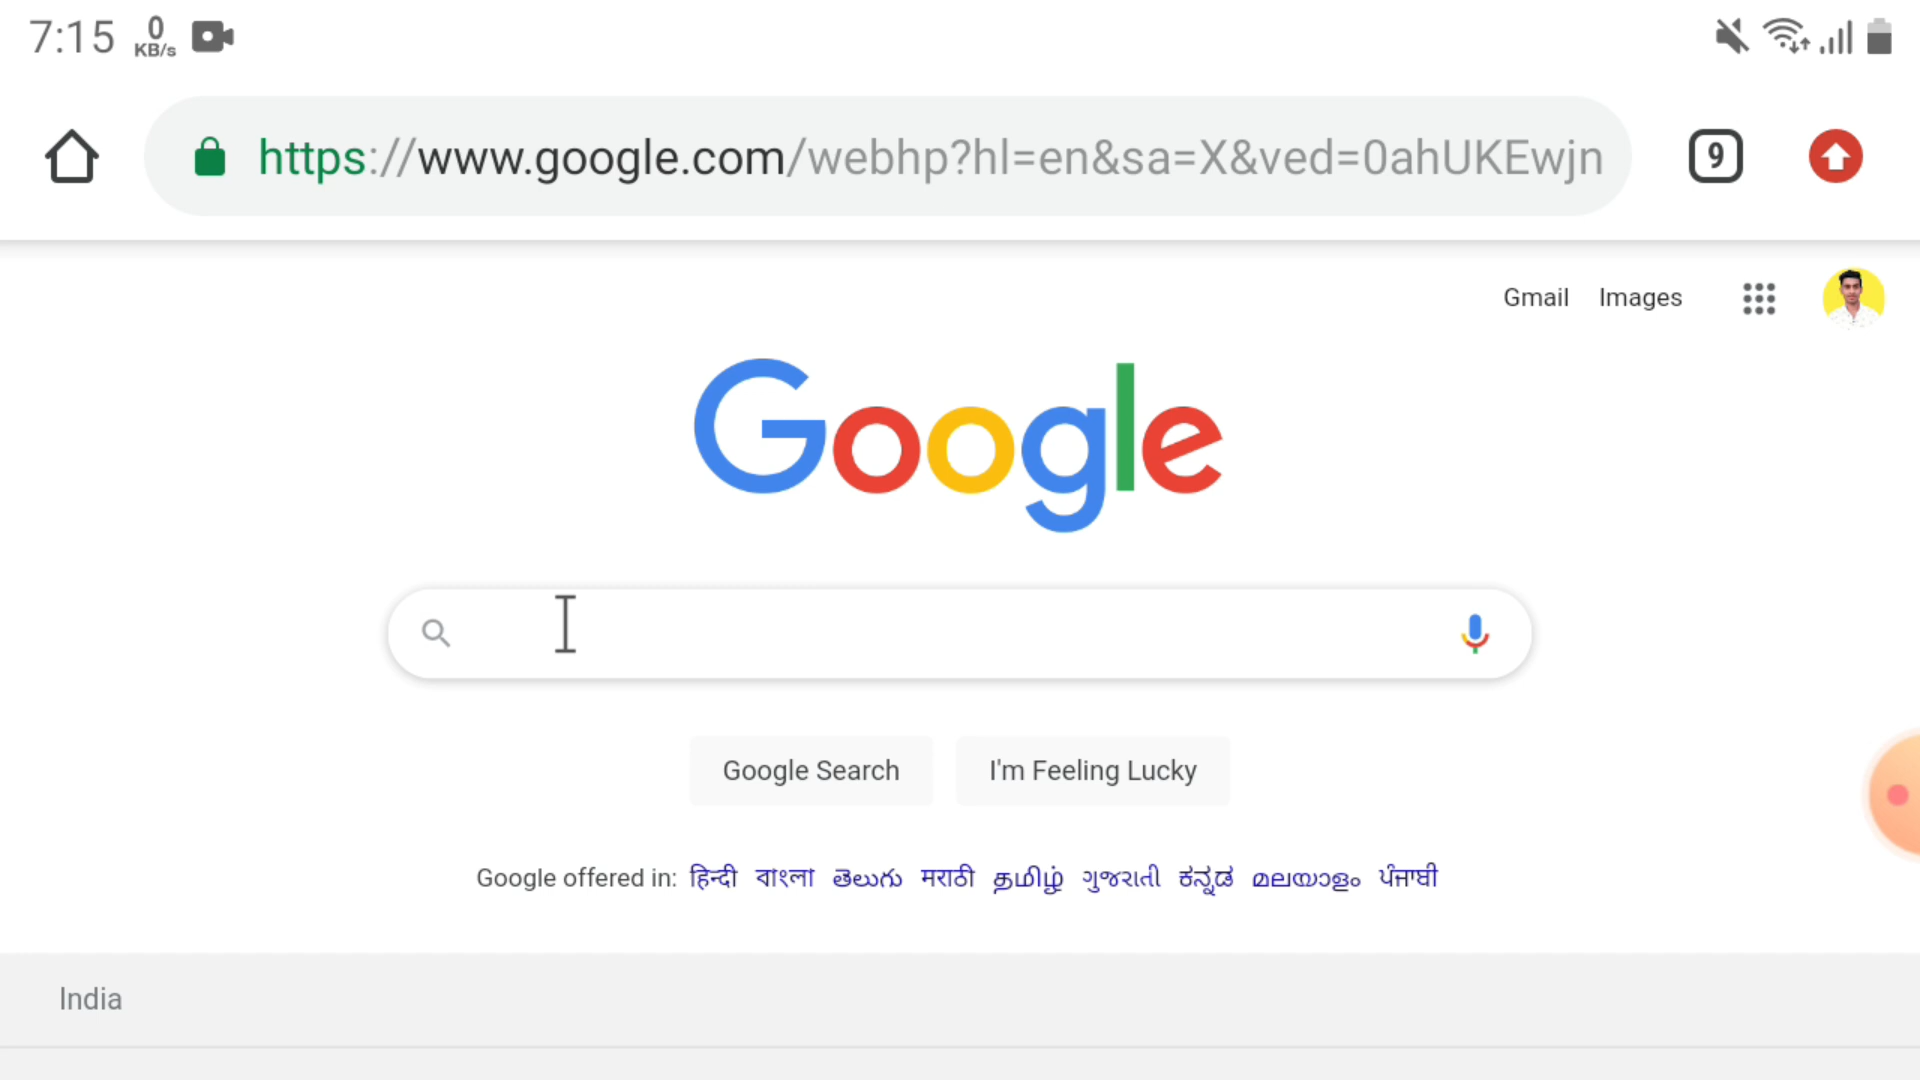 7:15 0 KB/s
https://www.google.com/webhp?hl=en&sa=X&ved=0ahUKEwjn 9
Gmail Images
Google
Google Search I'm Feeling Lucky
Google offered in: हिन्दी বাংলা తెలుగు मराठी தமிழ் ગુજરાતી ಕನ್ನಡ മലയാളം ਪੰਜਾਬੀ
India